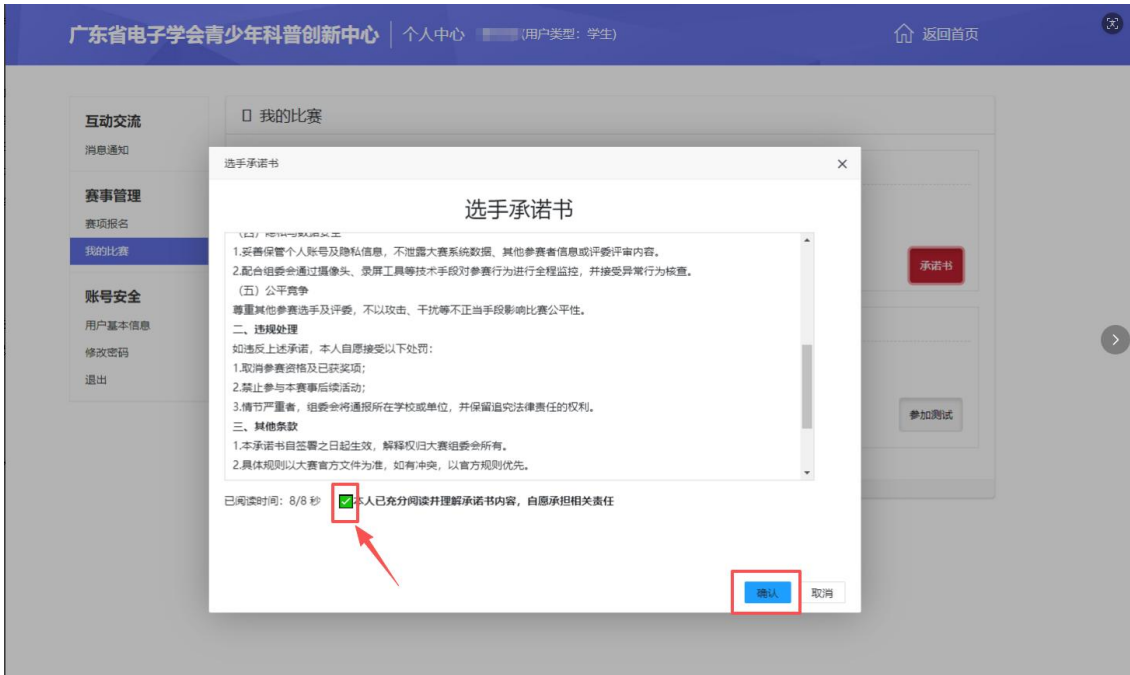 广东省电子学会青少年科普创新中心 个人中心 (用户类型：学生) 返回首页
互动交流
消息通知
赛事管理
赛项报名
我的比赛
账号安全
用户基本信息
修改密码
退出
我的比赛
承诺书
参加测试
选手承诺书
选手承诺书
（四）隐私与数据安全
1.妥善保管个人账号及隐私信息，不泄露大赛系统数据、其他参赛者信息或评委评审内容。
2.配合组委会通过摄像头、录屏工具等技术手段对参赛行为进行全程监控，并接受异常行为核查。
（五）公平竞争
尊重其他参赛选手及评委，不以攻击、干扰等不正当手段影响比赛公平性。
二、违规处理
如违反上述承诺，本人自愿接受以下处罚：
1.取消参赛资格及已获奖项；
2.禁止参与本赛事后续活动；
3.情节严重者，组委会将通报所在学校或单位，并保留追究法律责任的权利。
三、其他条款
1.本承诺书自签署之日起生效，解释权归大赛组委会所有。
2.具体规则以大赛官方文件为准，如有冲突，以官方规则优先。
已阅读时间：8/8 秒 本人已充分阅读并理解承诺书内容，自愿承担相关责任
确认 取消